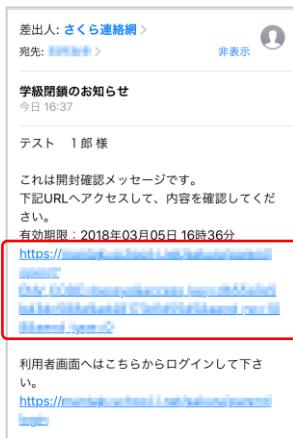 差出人: さくら連絡網
宛先:
非表示
学級閉鎖のお知らせ
今日 16:37
テスト　1郎 様
これは開封確認メッセージです。
下記URLへアクセスして、内容を確認してくだ
さい。
有効期限：2018年03月05日 16時36分
https://
利用者画面へはこちらからログインして下さ
い。
https://